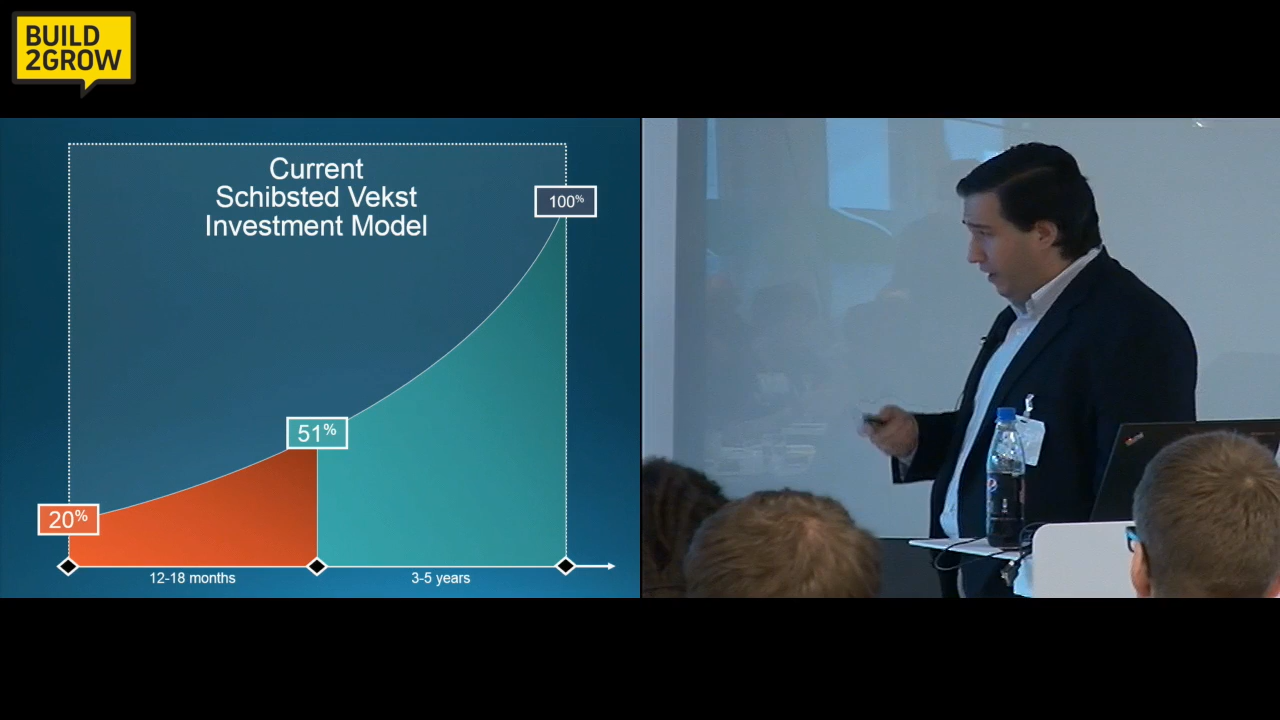 BUILD
2GROW
Current
Schibsted Vekst
Investment Model
100%
51%
20%
12-18 months
3-5 years